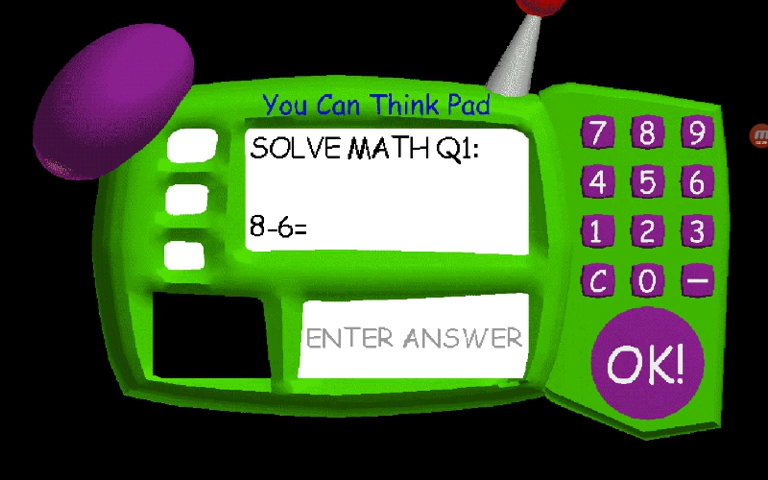 You Can Think Pad
SOLVE MATH Q1:
8-6=
ENTER ANSWER
7 8 9
4 5 6
1 2 3
C 0 –
OK!